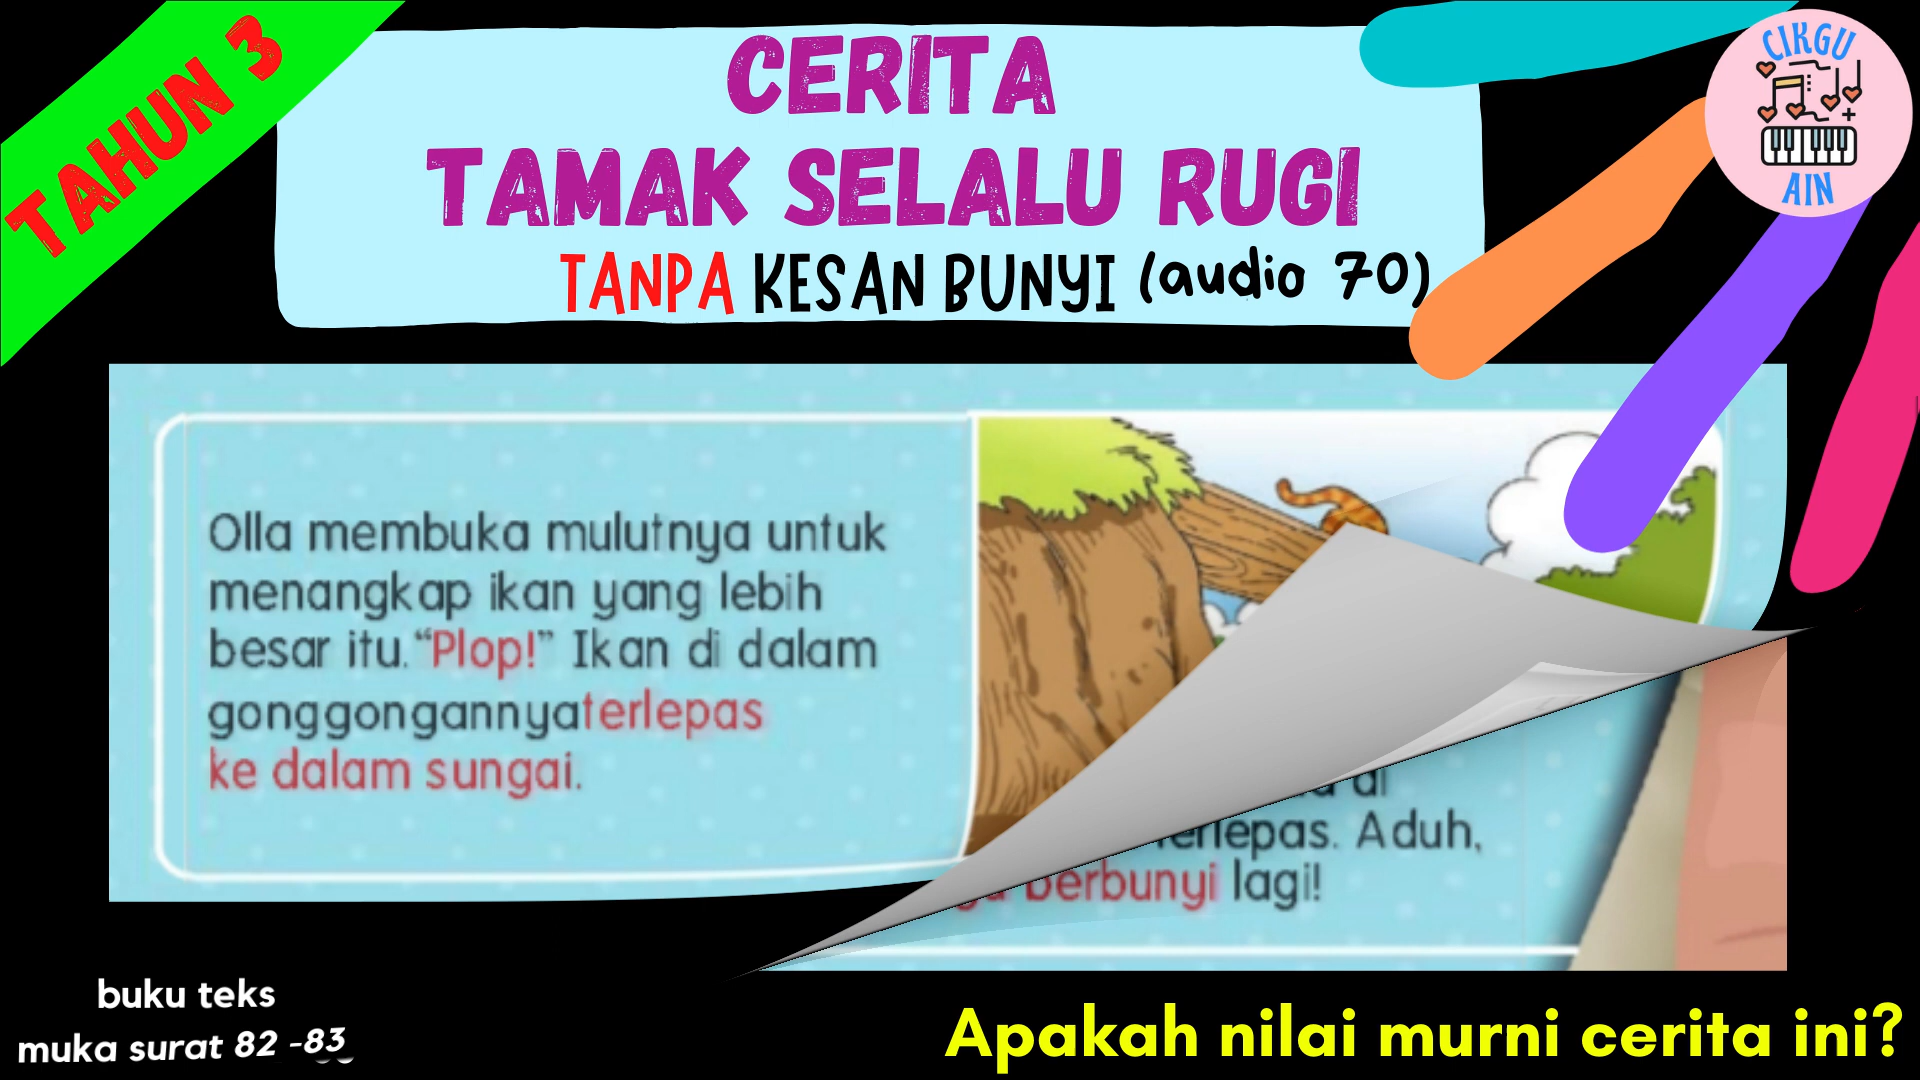 TAHUN 3
CERITA
TAMAK SELALU RUGI
TANPA KESAN BUNYI (audio 70)
CIKGU
AIN
Olla membuka mulutnya untuk
menangkap ikan yang lebih
besar itu. “Plop!” Ikan di dalam
gonggongannya terlepas
ke dalam sungai.
di
terlepas. Aduh,
berbunyi lagi!
buku teks
muka surat 82 -83
Apakah nilai murni cerita ini?